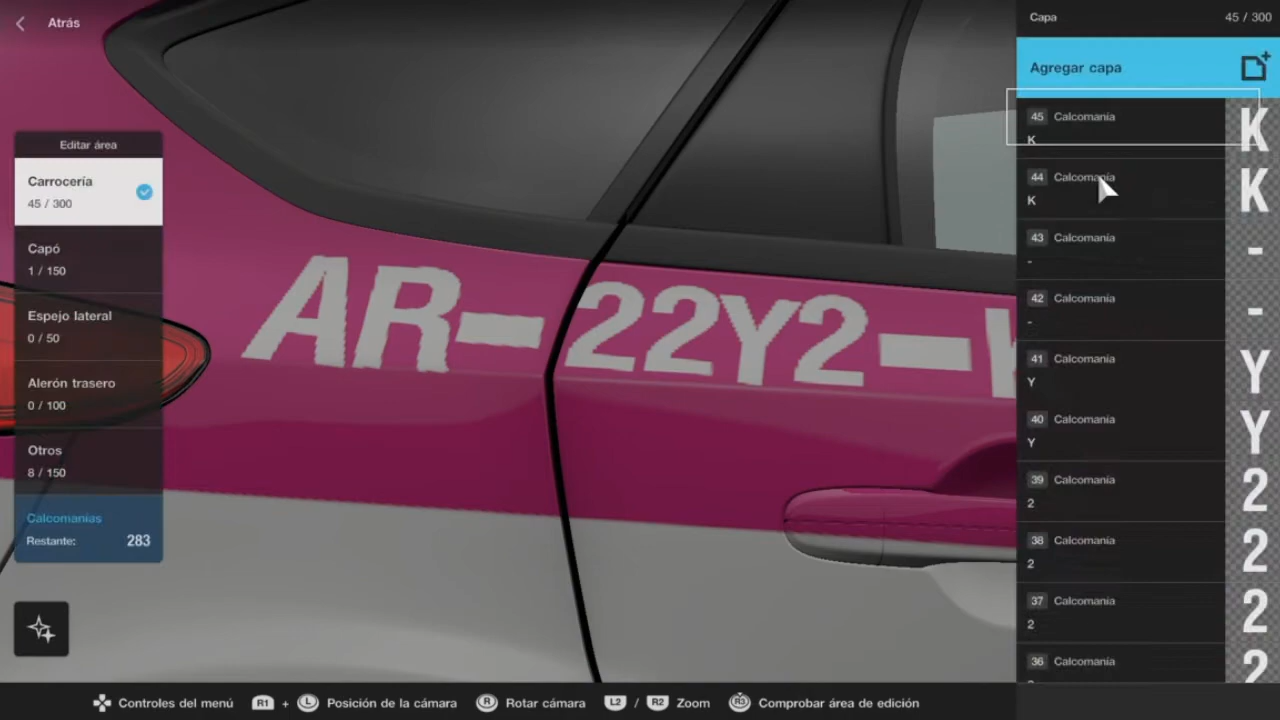 Atrás
Capa 45 / 300
Agregar capa
Editar área
Carrocería
45 / 300
Capó
1 / 150
Espejo lateral
0 / 50
Alerón trasero
0 / 100
Otros
8 / 150
Calcomanías
Restante: 283
AR-22Y2-
45 Calcomanía
K
K
44 Calcomanía
K
K
43 Calcomanía
-
-
42 Calcomanía
-
-
41 Calcomanía
Y
Y
40 Calcomanía
Y
Y
39 Calcomanía
2
2
38 Calcomanía
2
2
37 Calcomanía
2
2
36 Calcomanía
2
Controles del menú
R1 + L Posición de la cámara
R Rotar cámara
L2 / R2 Zoom
R3 Comprobar área de edición